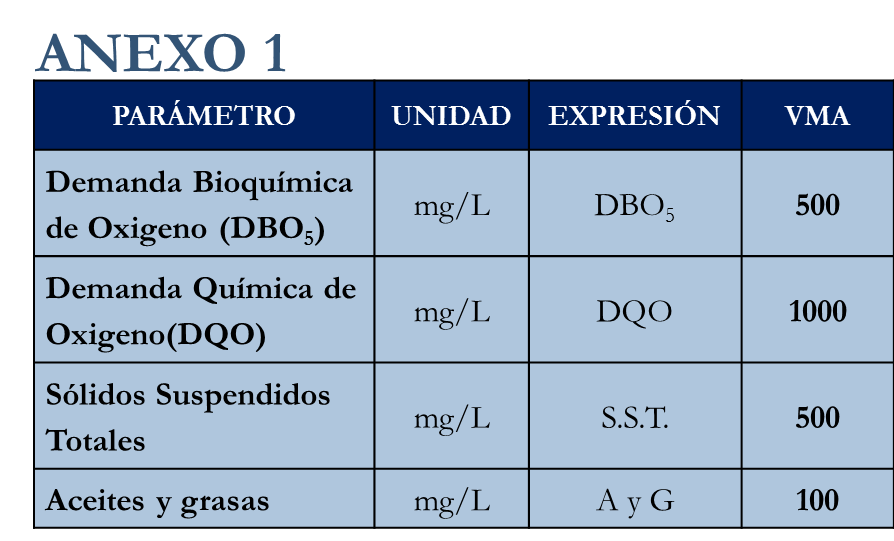 ANEXO 1
PARÁMETRO UNIDAD EXPRESIÓN VMA
Demanda Bioquímica
de Oxigeno (DBO₅) mg/L DBO₅ 500
Demanda Química de
Oxigeno(DQO) mg/L DQO 1000
Sólidos Suspendidos
Totales mg/L S.S.T. 500
Aceites y grasas mg/L A y G 100